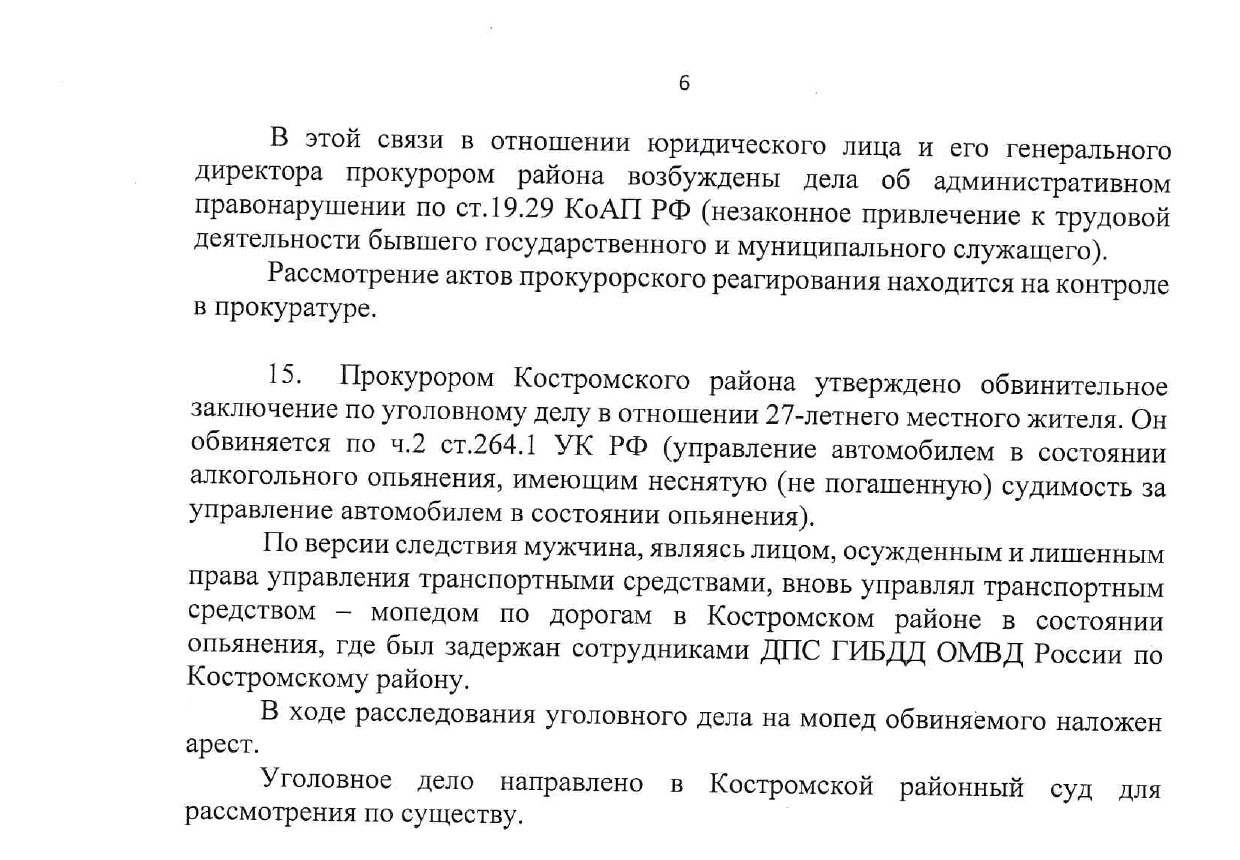 6
В этой связи в отношении юридического лица и его генерального
директора прокурором района возбуждены дела об административном
правонарушении по ст.19.29 КоАП РФ (незаконное привлечение к трудовой
деятельности бывшего государственного и муниципального служащего).
Рассмотрение актов прокурорского реагирования находится на контроле
в прокуратуре.
15. Прокурором Костромского района утверждено обвинительное
заключение по уголовному делу в отношении 27-летнего местного жителя. Он
обвиняется по ч.2 ст.264.1 УК РФ (управление автомобилем в состоянии
алкогольного опьянения, имеющим неснятую (не погашенную) судимость за
управление автомобилем в состоянии опьянения).
По версии следствия мужчина, являясь лицом, осужденным и лишенным
права управления транспортными средствами, вновь управлял транспортным
средством – мопедом по дорогам в Костромском районе в состоянии
опьянения, где был задержан сотрудниками ДПС ГИБДД ОМВД России по
Костромскому району.
В ходе расследования уголовного дела на мопед обвиняемого наложен
арест.
Уголовное дело направлено в Костромской районный суд для
рассмотрения по существу.